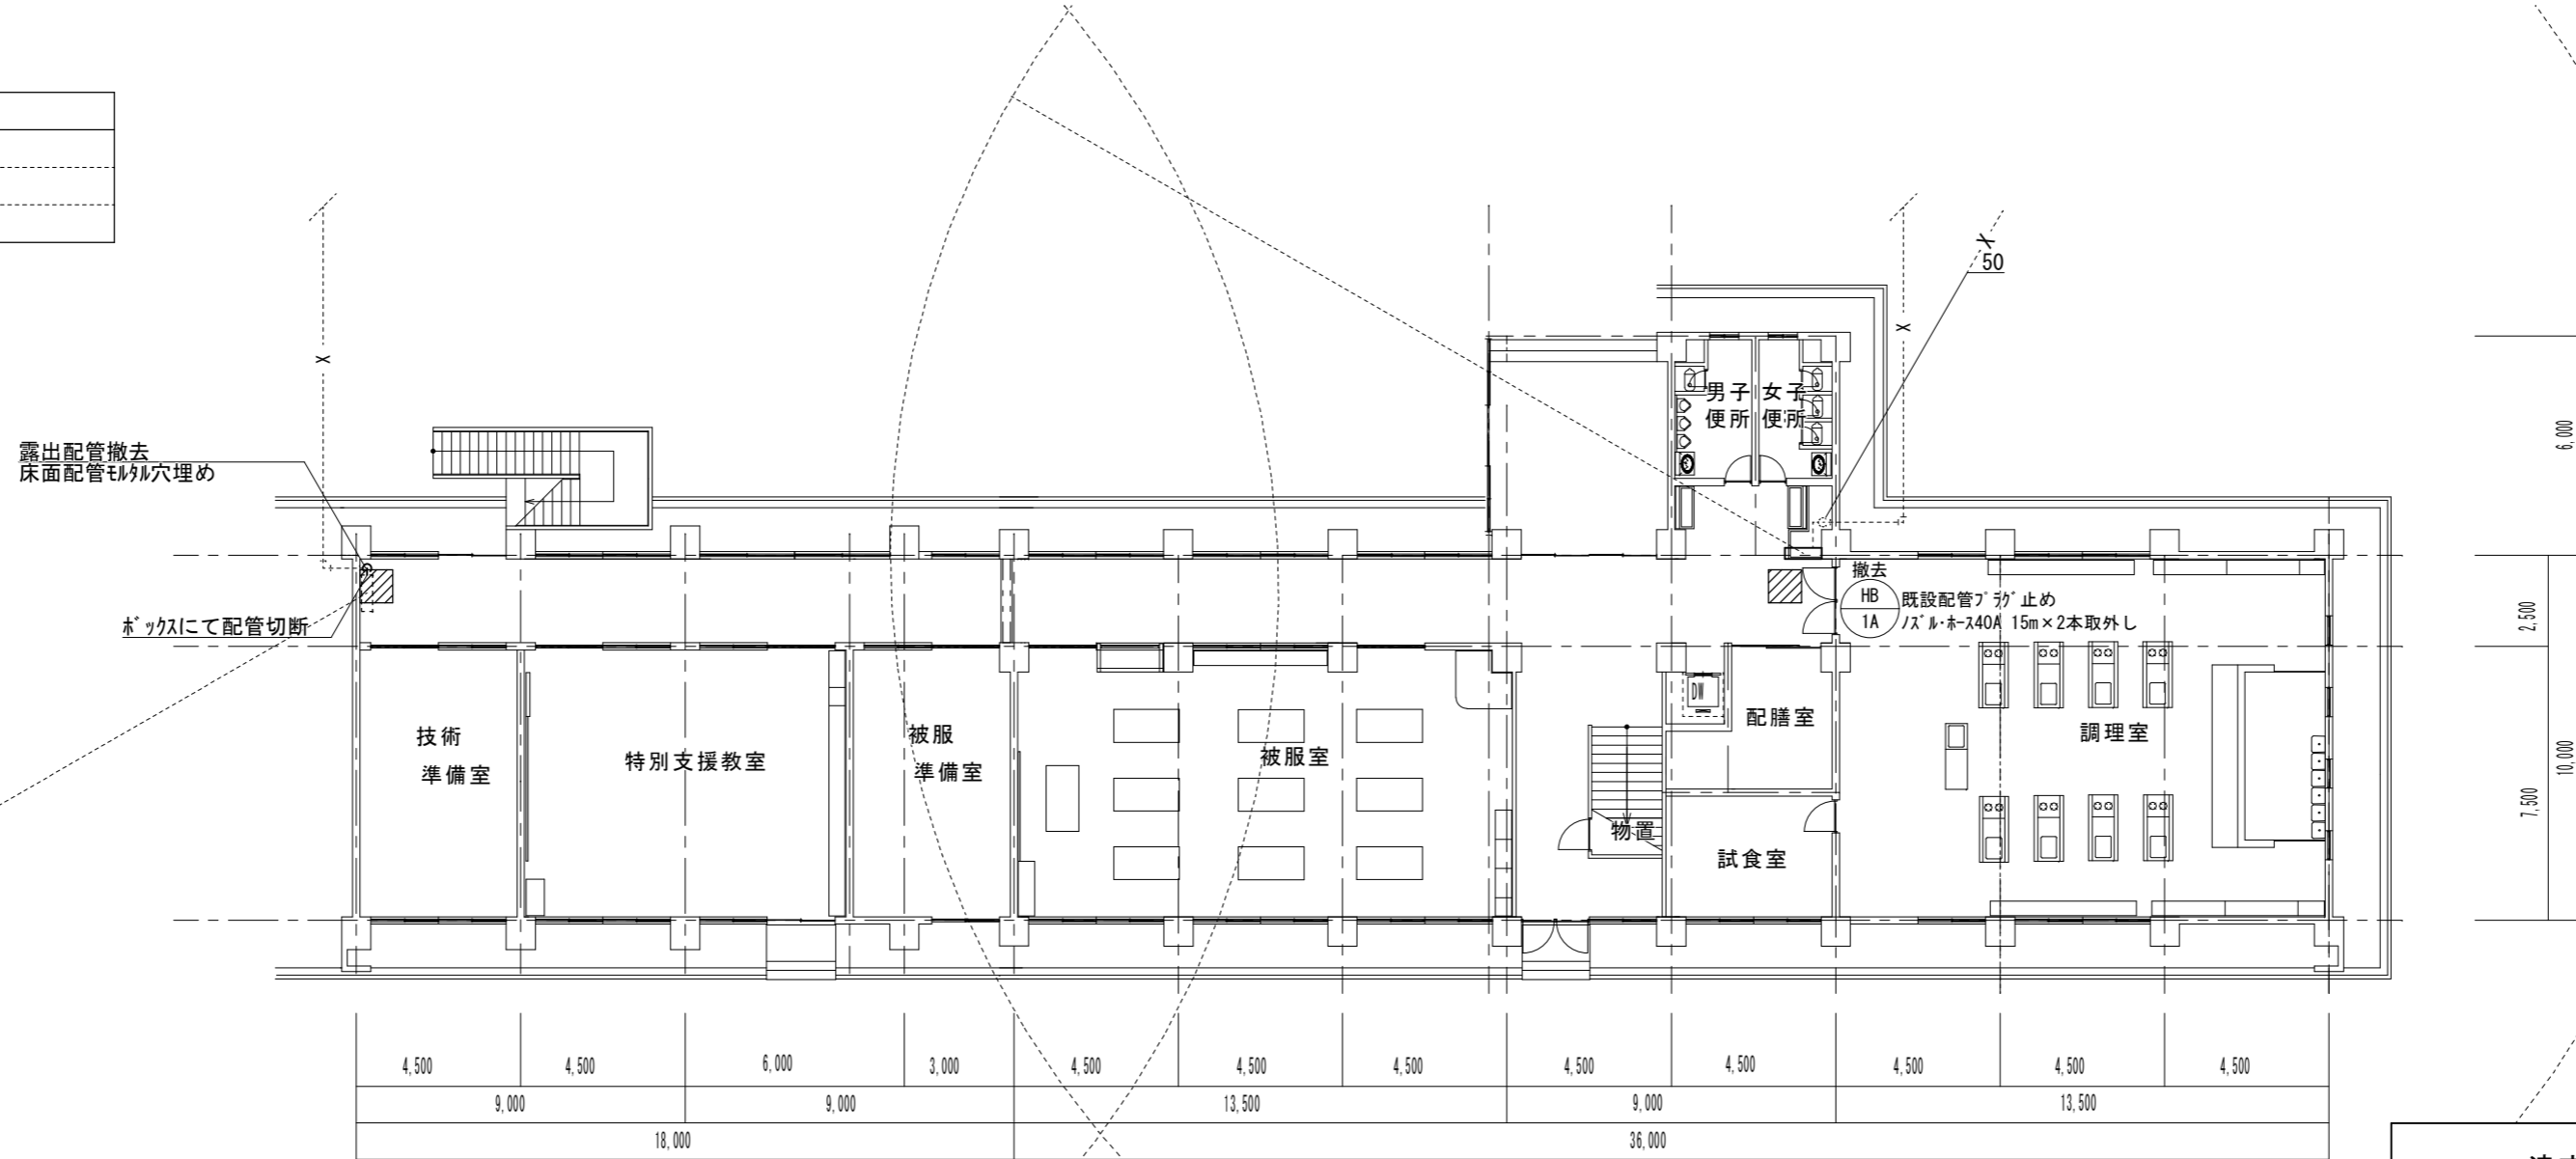 50
X
X
X
男子
便所
女子
便所
6,000
露出配管撤去
床面配管ﾓﾙﾀﾙ穴埋め
ﾎﾞｯｸｽにて配管切断
撤去
HB
1A
既設配管ﾌﾟﾗｸﾞ止め
ﾉｽﾞﾙ・ﾎｰｽ40A 15m×2本取外し
2,500
DW
配膳室
技術
準備室
特別支援教室
被服
準備室
被服室
調理室
物置
試食室
7,500
10,000
4,500
4,500
6,000
3,000
4,500
4,500
4,500
4,500
4,500
4,500
4,500
4,500
9,000
9,000
13,500
9,000
13,500
18,000
36,000